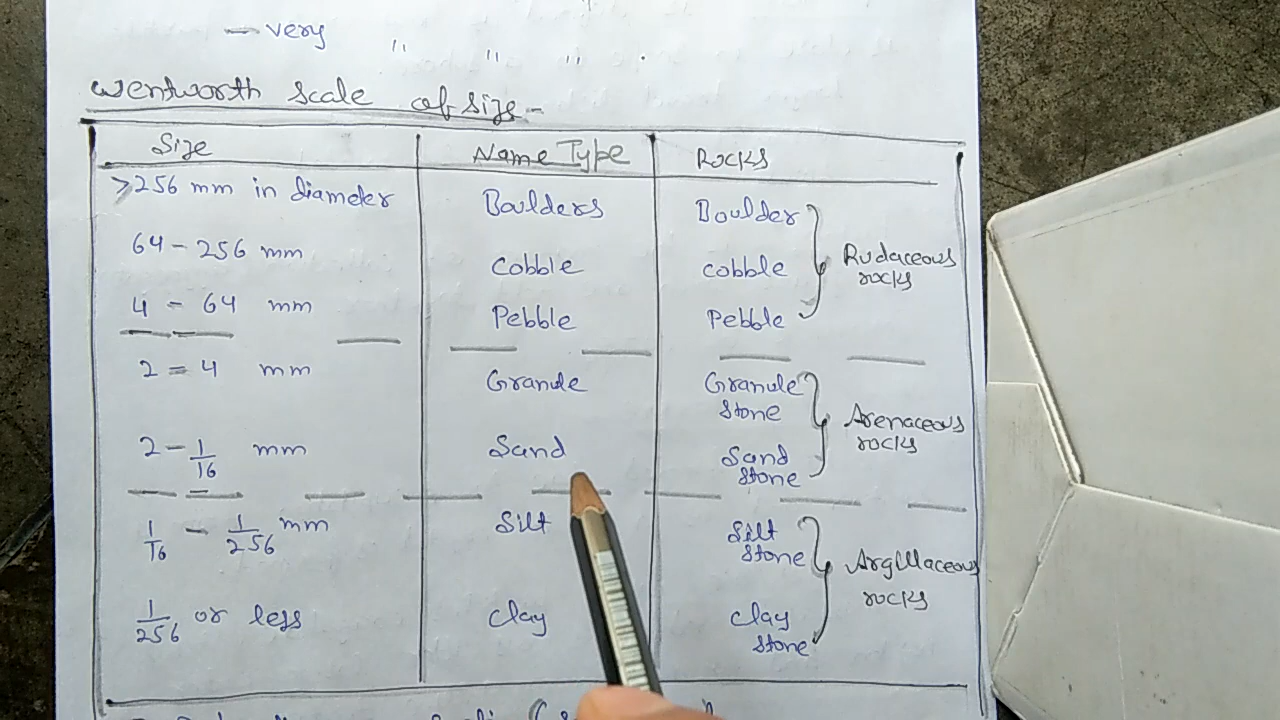 — very " " " .
Wentworth Scale of Size -
Size Name Type Rocks
>256 mm in diameter Boulders Boulder
64 - 256 mm Cobble cobble
Rudaceous rocks
4 - 64 mm Pebble Pebble
2 = 4 mm Granule Granule Stone
Arenaceous rocks
2 - 1/16 mm Sand Sand Stone
1/16 - 1/256 mm Silt Silt Stone
Argillaceous rocks
1/256 or less Clay Clay Stone